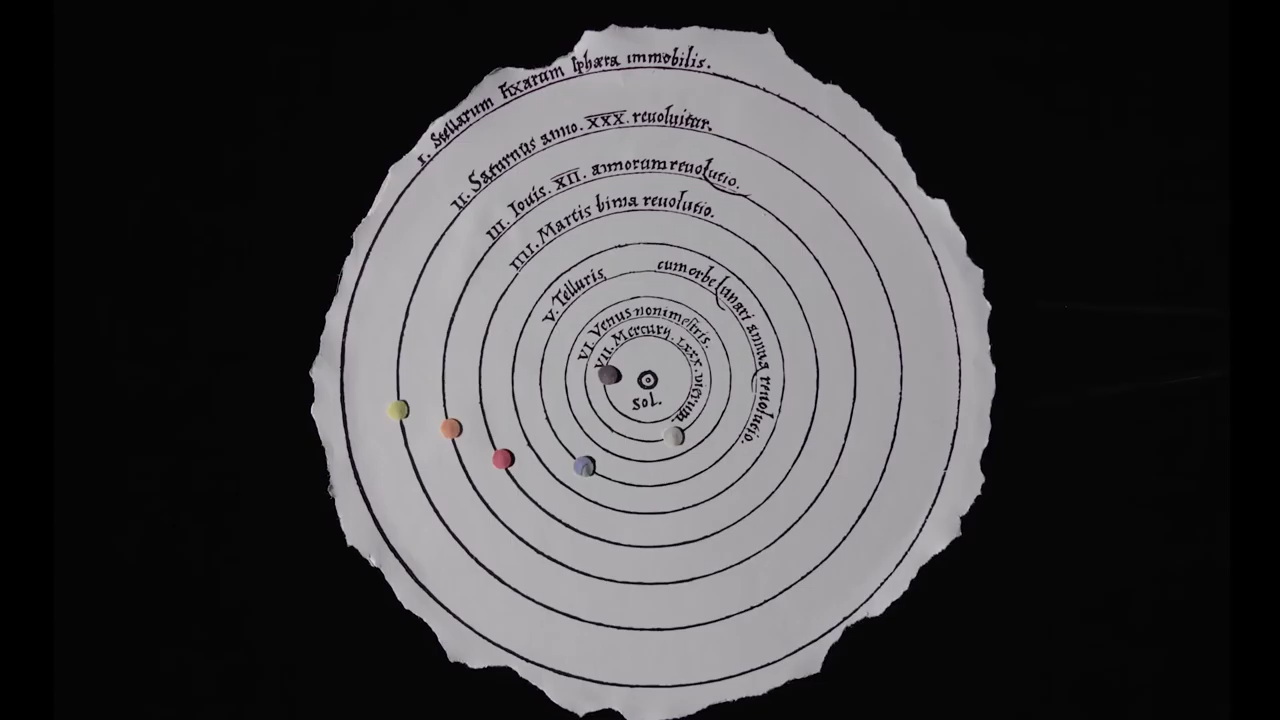 I. Stellarum Fixarum Sphæra immobilis.
II. Saturnus anno. XXX. reuoluitur.
III. Iouis. XII. annorum reuolutio.
IIII. Martis bima reuolutio.
V. Telluris
cum orbe lunari annua reuolutio.
VI. Venus nonimestris.
VII. Mercury. LXXX. dierum.
Sol.